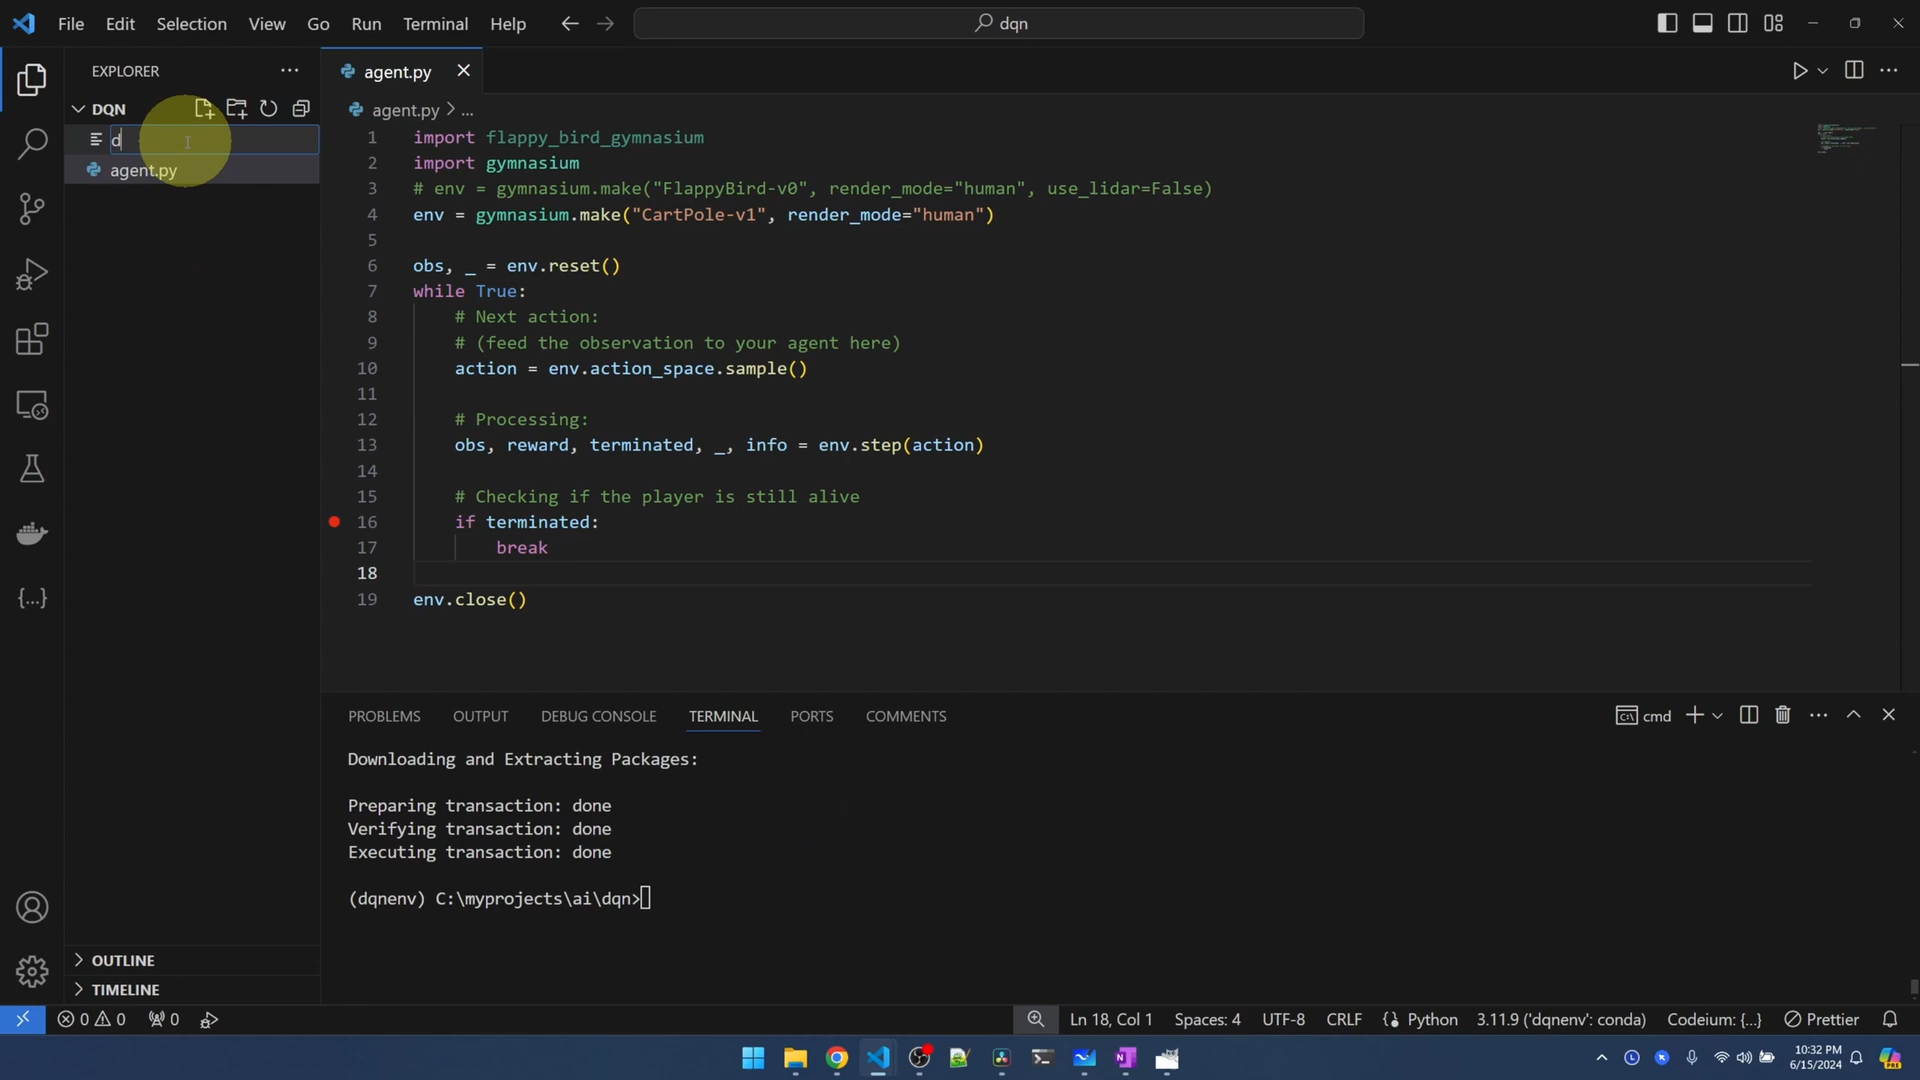 File Edit Selection View Go Run Terminal Help
dqn
EXPLORER
agent.py
DQN
d
agent.py
agent.py > ...
1 import flappy_bird_gymnasium
2 import gymnasium
3 # env = gymnasium.make("FlappyBird-v0", render_mode="human", use_lidar=False)
4 env = gymnasium.make("CartPole-v1", render_mode="human")
5
6 obs, _ = env.reset()
7 while True:
8 # Next action:
9 # (feed the observation to your agent here)
10 action = env.action_space.sample()
11
12 # Processing:
13 obs, reward, terminated, _, info = env.step(action)
14
15 # Checking if the player is still alive
16 if terminated:
17 break
18
19 env.close()
PROBLEMS OUTPUT DEBUG CONSOLE TERMINAL PORTS COMMENTS
cmd
Downloading and Extracting Packages:
Preparing transaction: done
Verifying transaction: done
Executing transaction: done
(dqnenv) C:\myprojects\ai\dqn>
OUTLINE
TIMELINE
0 0 0 Ln 18, Col 1 Spaces: 4 UTF-8 CRLF Python 3.11.9 ('dqnenv': conda) Codeium: {...} Prettier
10:32 PM
6/15/2024